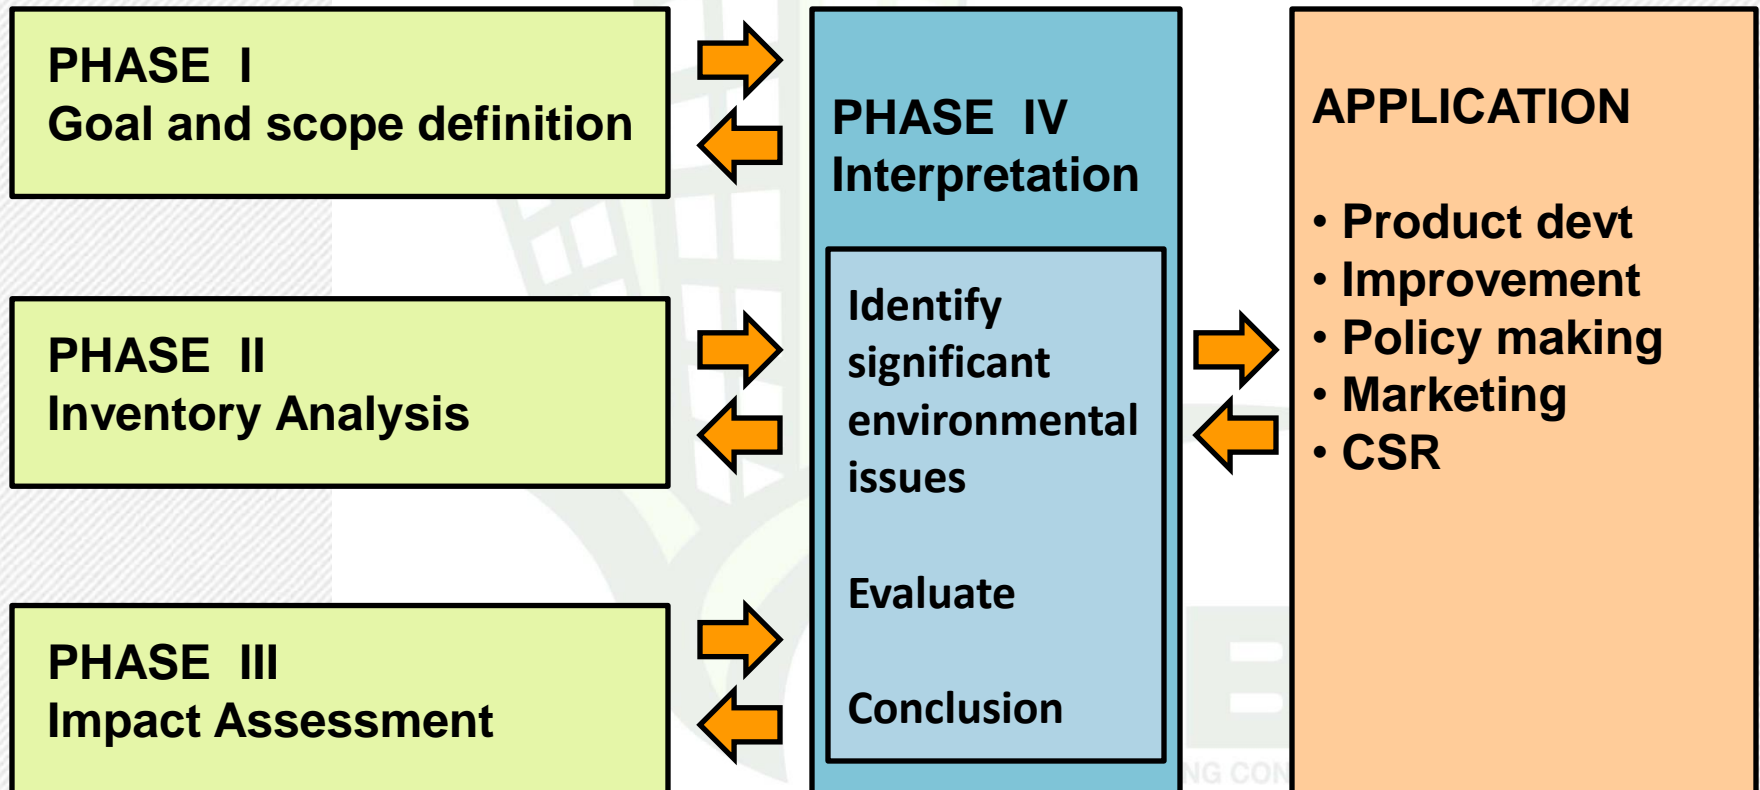 PHASE I
Goal and scope definition
PHASE II
Inventory Analysis
PHASE III
Impact Assessment
PHASE IV
Interpretation
Identify
significant
environmental
issues
Evaluate
Conclusion
APPLICATION
• Product devt
• Improvement
• Policy making
• Marketing
• CSR